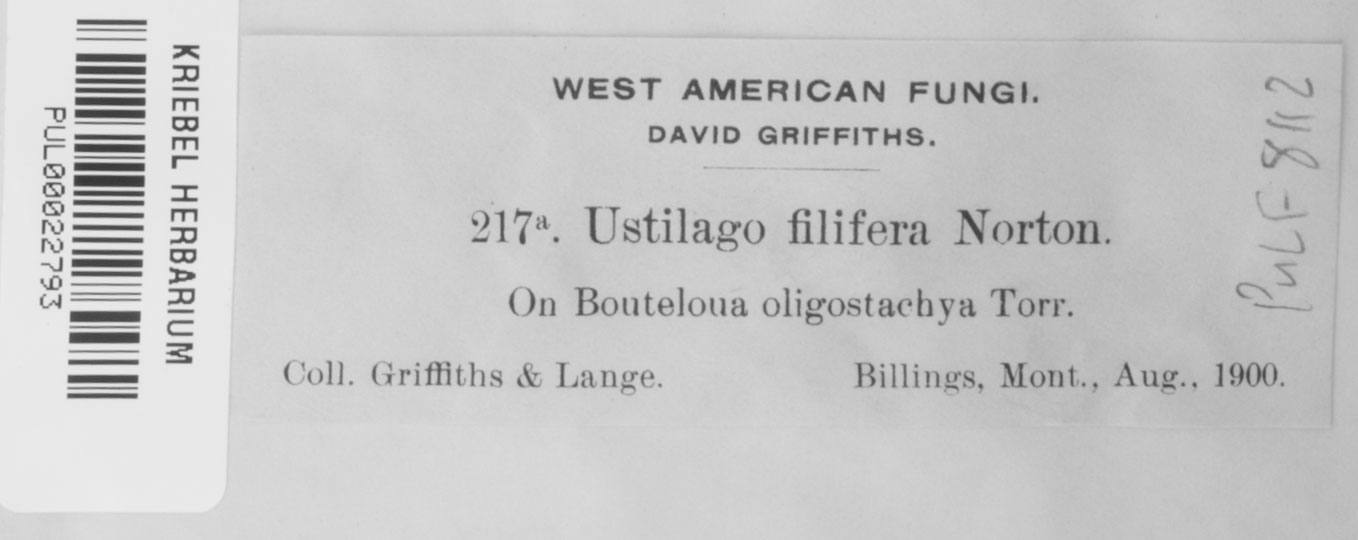 KRIEBEL HERBARIUM
PUL00022793
WEST AMERICAN FUNGI.
DAVID GRIFFITHS.
217a. Ustilago filifera Norton.
On Bouteloua oligostachya Torr.
Coll. Griffiths & Lange. Billings, Mont., Aug., 1900.
PuLF 8112